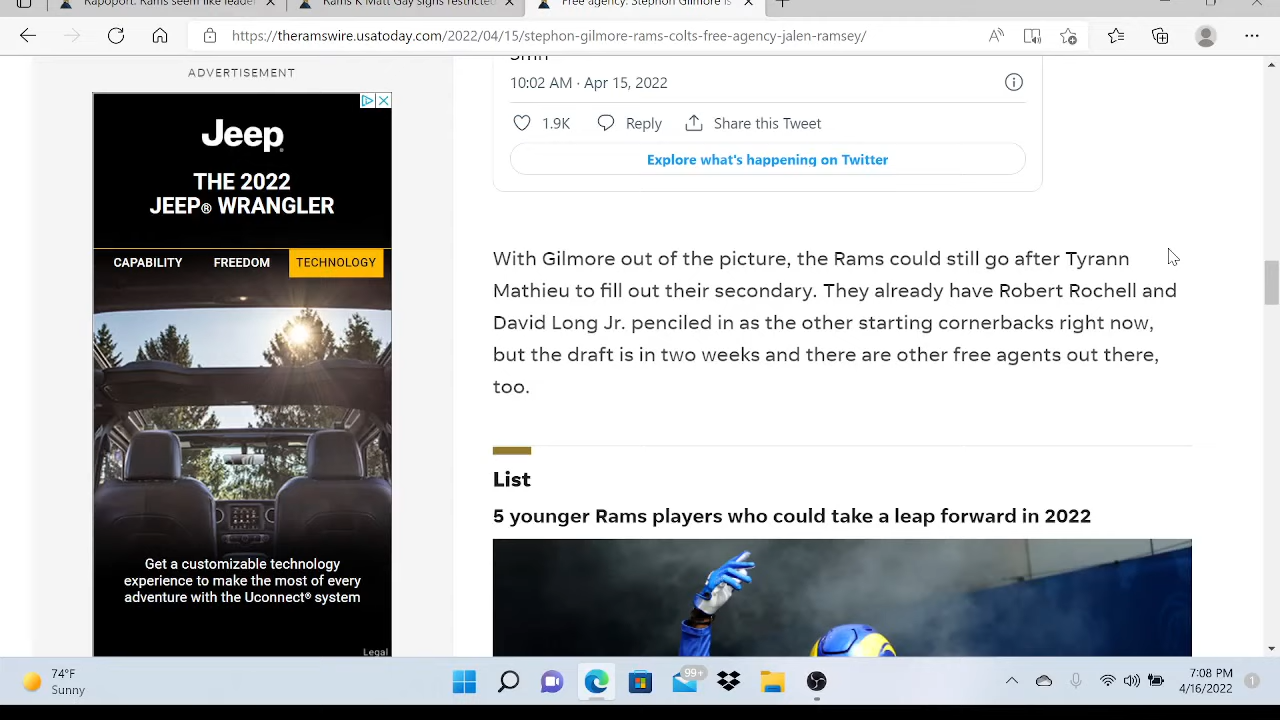 Rapoport: Rams seem like leader
Rams K Matt Gay signs restricted
Free agency: Stephon Gilmore is
https://theramswire.usatoday.com/2022/04/15/stephon-gilmore-rams-colts-free-agency-jalen-ramsey/
ADVERTISEMENT
Jeep
THE 2022
JEEP® WRANGLER
CAPABILITY FREEDOM TECHNOLOGY
Get a customizable technology
experience to make the most of every
adventure with the Uconnect® system
Legal
10:02 AM · Apr 15, 2022
1.9K Reply Share this Tweet
Explore what's happening on Twitter
With Gilmore out of the picture, the Rams could still go after Tyrann
Mathieu to fill out their secondary. They already have Robert Rochell and
David Long Jr. penciled in as the other starting cornerbacks right now,
but the draft is in two weeks and there are other free agents out there,
too.
List
5 younger Rams players who could take a leap forward in 2022
74°F
Sunny
99+
7:08 PM
4/16/2022
1